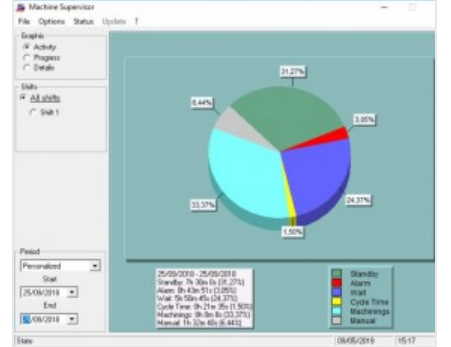 Machine Supervisor
File Options Status Update ?
Graphic
Activity
Progress
Details
Shifts
All shifts
Shift 1
31,27%
6,44%
3,05%
33,37%
24,37%
1,50%
Period
Personalized
Start
25/09/2018
End
/09/2018
25/09/2018 - 25/09/2018
Standby: 7h 30m 0s (31,27%)
Alarm: 0h 43m 51s (3,05%)
Wait: 5h 50m 45s (24,37%)
Cycle Time: 0h 21m 35s (1,50%)
Machinings: 8h 0m 8s (33,37%)
Manual: 1h 32m 40s (6,44%)
Standby
Alarm
Wait
Cycle Time
Machinings
Manual
State
09/05/2019
15:17